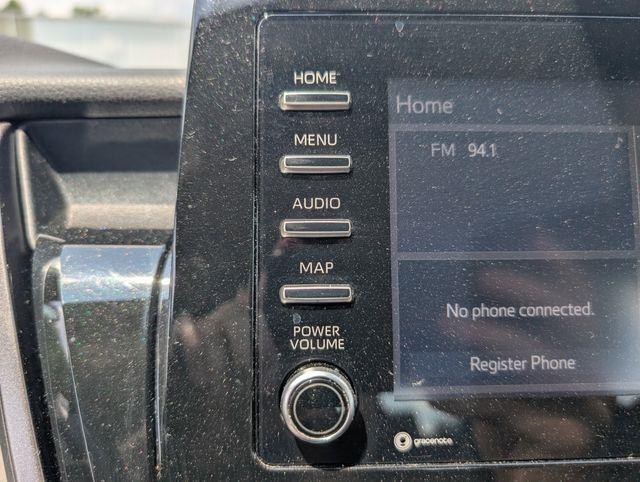 HOME
MENU
AUDIO
MAP
POWER
VOLUME
Home
FM 94.1
No phone connected.
Register Phone
gracenote